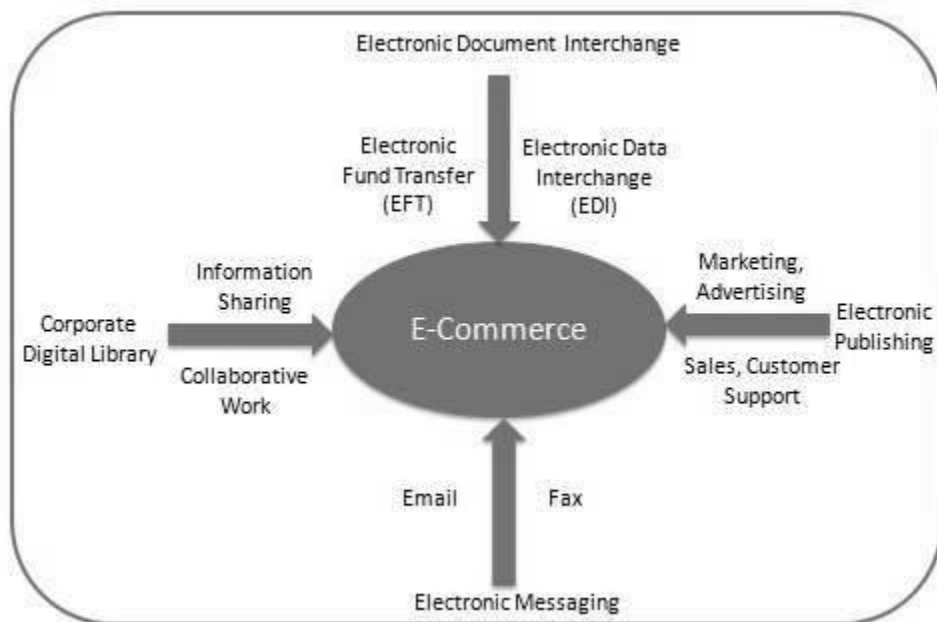 Electronic Document Interchange
Electronic
Fund Transfer
(EFT)
Electronic Data
Interchange
(EDI)
Information
Sharing
Marketing,
Advertising
Corporate
Digital Library
E-Commerce
Electronic
Publishing
Collaborative
Work
Sales, Customer
Support
Email
Fax
Electronic Messaging